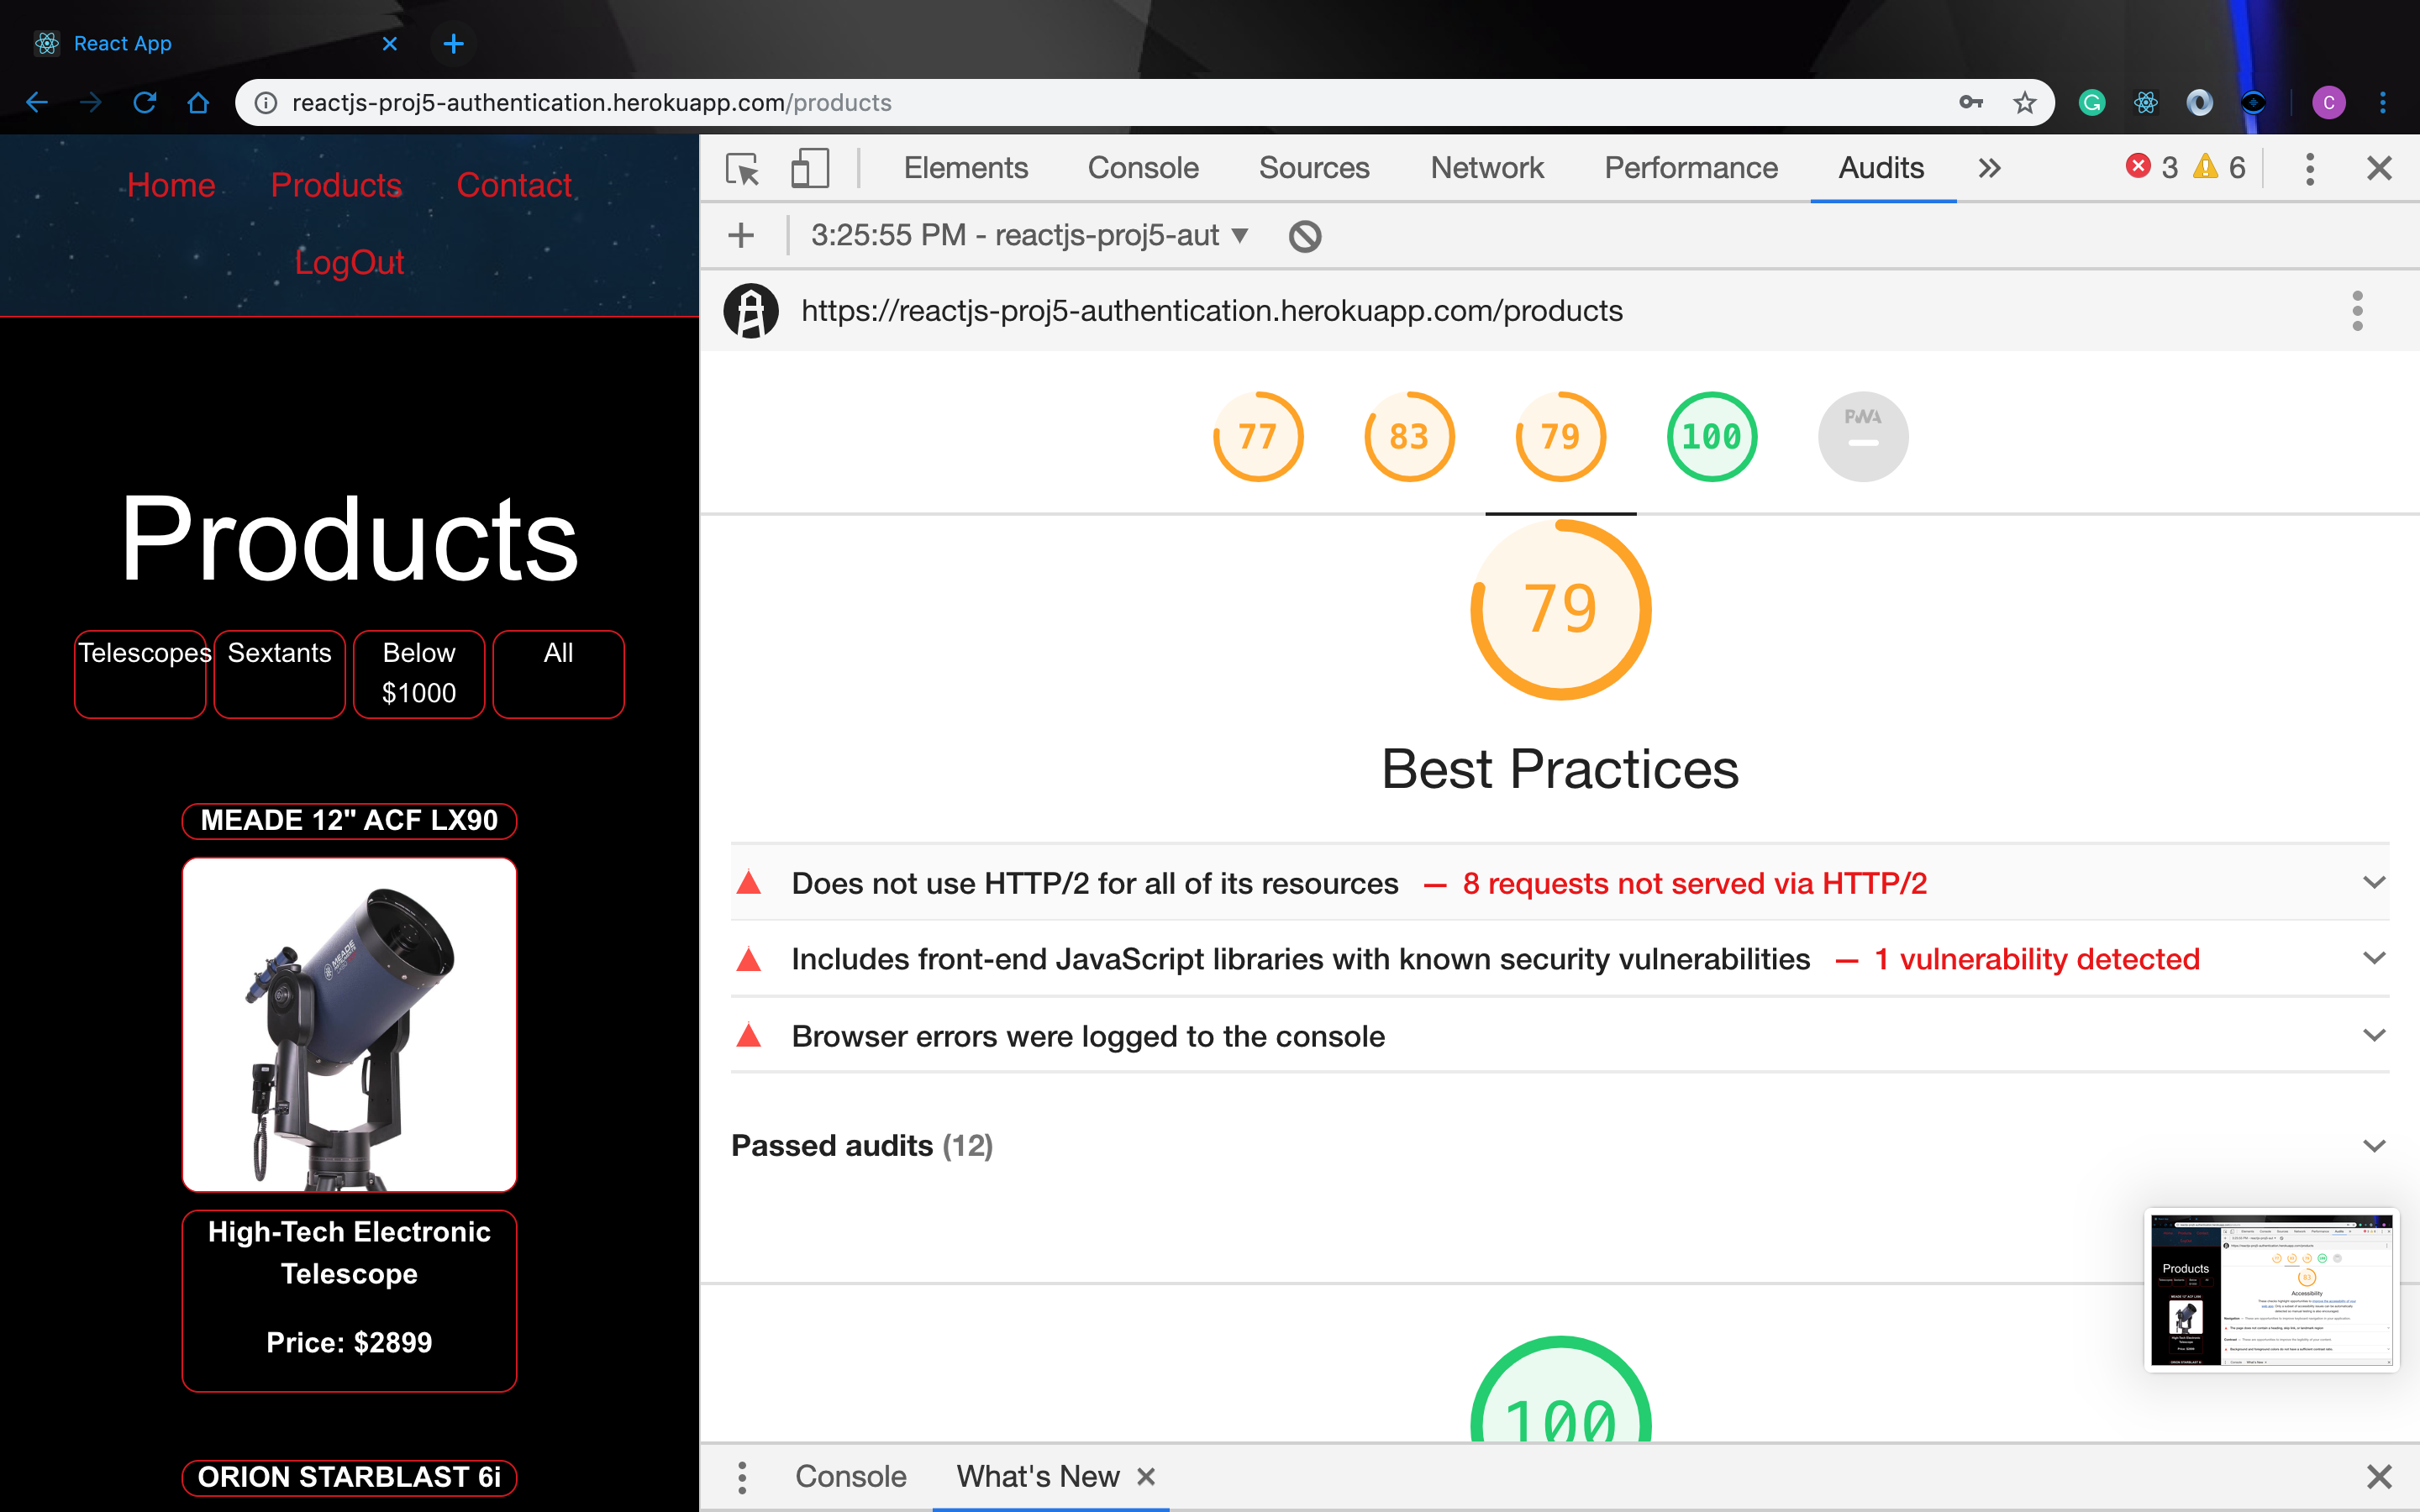 React App
reactjs-proj5-authentication.herokuapp.com/products
C
Home Products Contact
LogOut
Products
Telescopes Sextants Below $1000 All
MEADE 12" ACF LX90
MEADE
High-Tech Electronic
Telescope
Price: $2899
ORION STARBLAST 6i
Elements Console Sources Network Performance Audits 3 6
3:25:55 PM - reactjs-proj5-aut
https://reactjs-proj5-authentication.herokuapp.com/products
77 83 79 100 PWA
79
Best Practices
Does not use HTTP/2 for all of its resources — 8 requests not served via HTTP/2
Includes front-end JavaScript libraries with known security vulnerabilities — 1 vulnerability detected
Browser errors were logged to the console
Passed audits (12)
100
Products
83
Accessibility
Console What's New